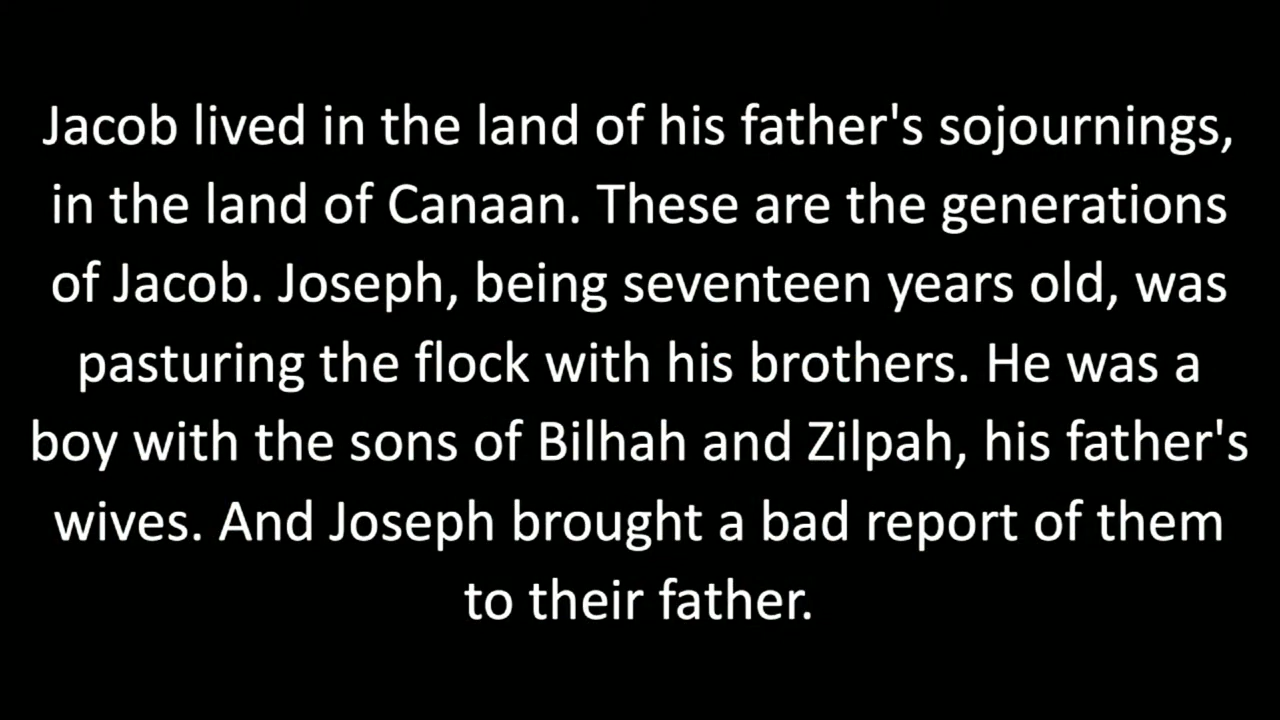 Jacob lived in the land of his father's sojournings,
in the land of Canaan. These are the generations
of Jacob. Joseph, being seventeen years old, was
pasturing the flock with his brothers. He was a
boy with the sons of Bilhah and Zilpah, his father's
wives. And Joseph brought a bad report of them
to their father.